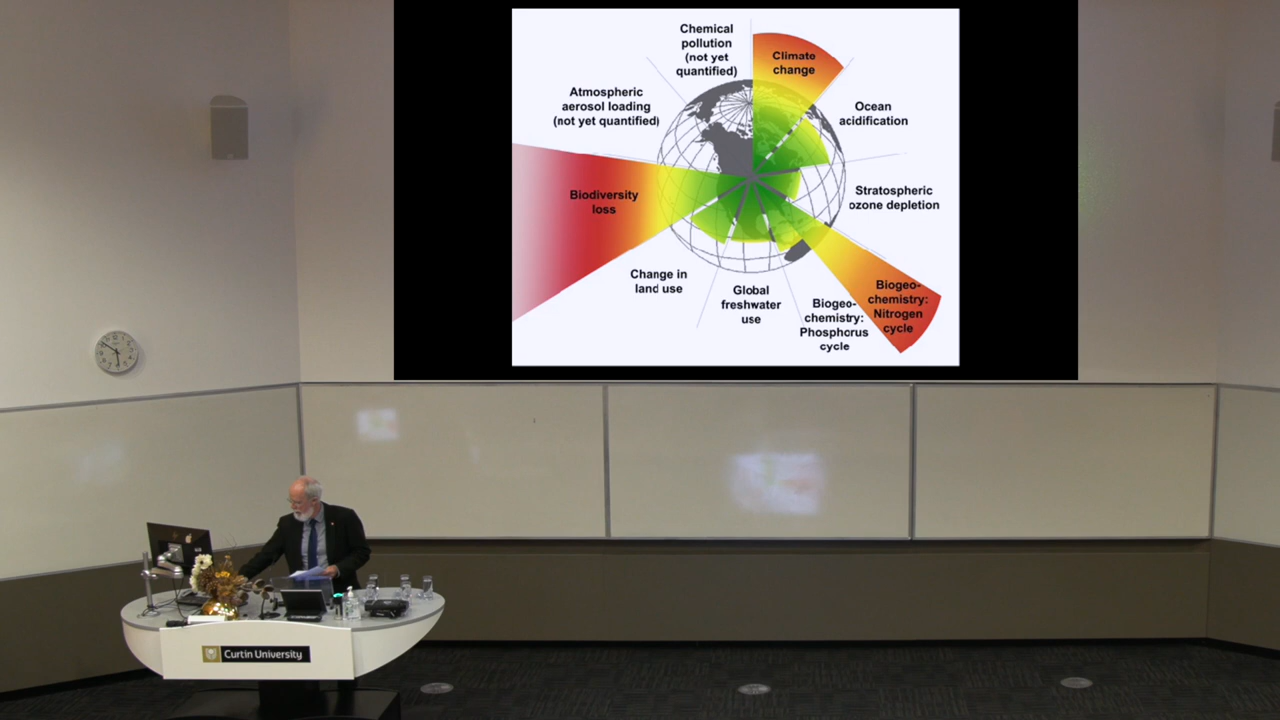 Chemical
pollution
(not yet
quantified)
Climate
change
Atmospheric
aerosol loading
(not yet quantified)
Ocean
acidification
Biodiversity
loss
Stratospheric
ozone depletion
Change in
land use
Global
freshwater
use
Biogeo-
chemistry:
Phosphorus
cycle
Biogeo-
chemistry:
Nitrogen
cycle
Curtin University